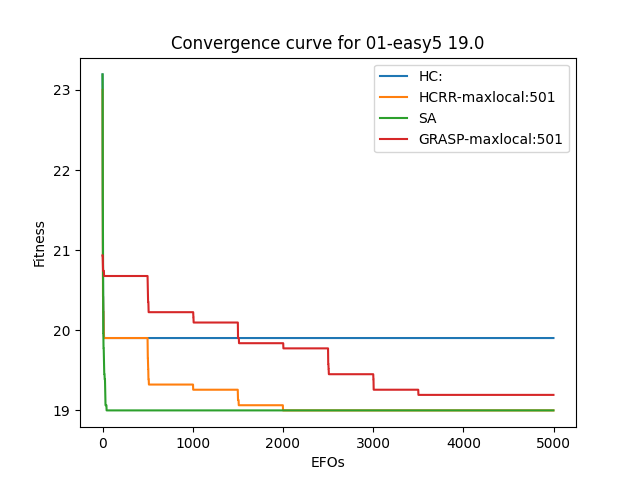 Convergence curve for 01-easy5 19.0
HC:
HCRR-maxlocal:501
SA
GRASP-maxlocal:501
Fitness
23
22
21
20
19
0 1000 2000 3000 4000 5000
EFOs